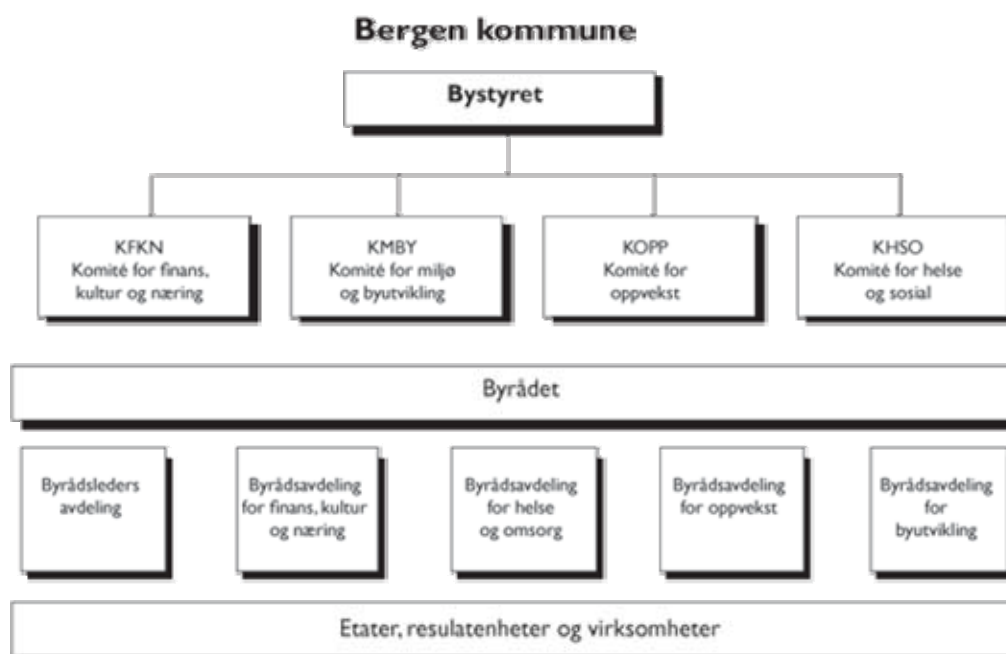 Bergen kommune
Bystyret
KFKN
Komité for finans,
kultur og næring
KMBY
Komité for miljø
og byutvikling
KOPP
Komité for
oppvekst
KHSO
Komité for helse
og sosial
Byrådet
Byrådsleders
avdeling
Byrådsavdeling
for finans, kultur
og næring
Byrådsavdeling
for helse
og omsorg
Byrådsavdeling
for oppvekst
Byrådsavdeling
for
byutvikling
Etater, resulatenheter og virksomheter